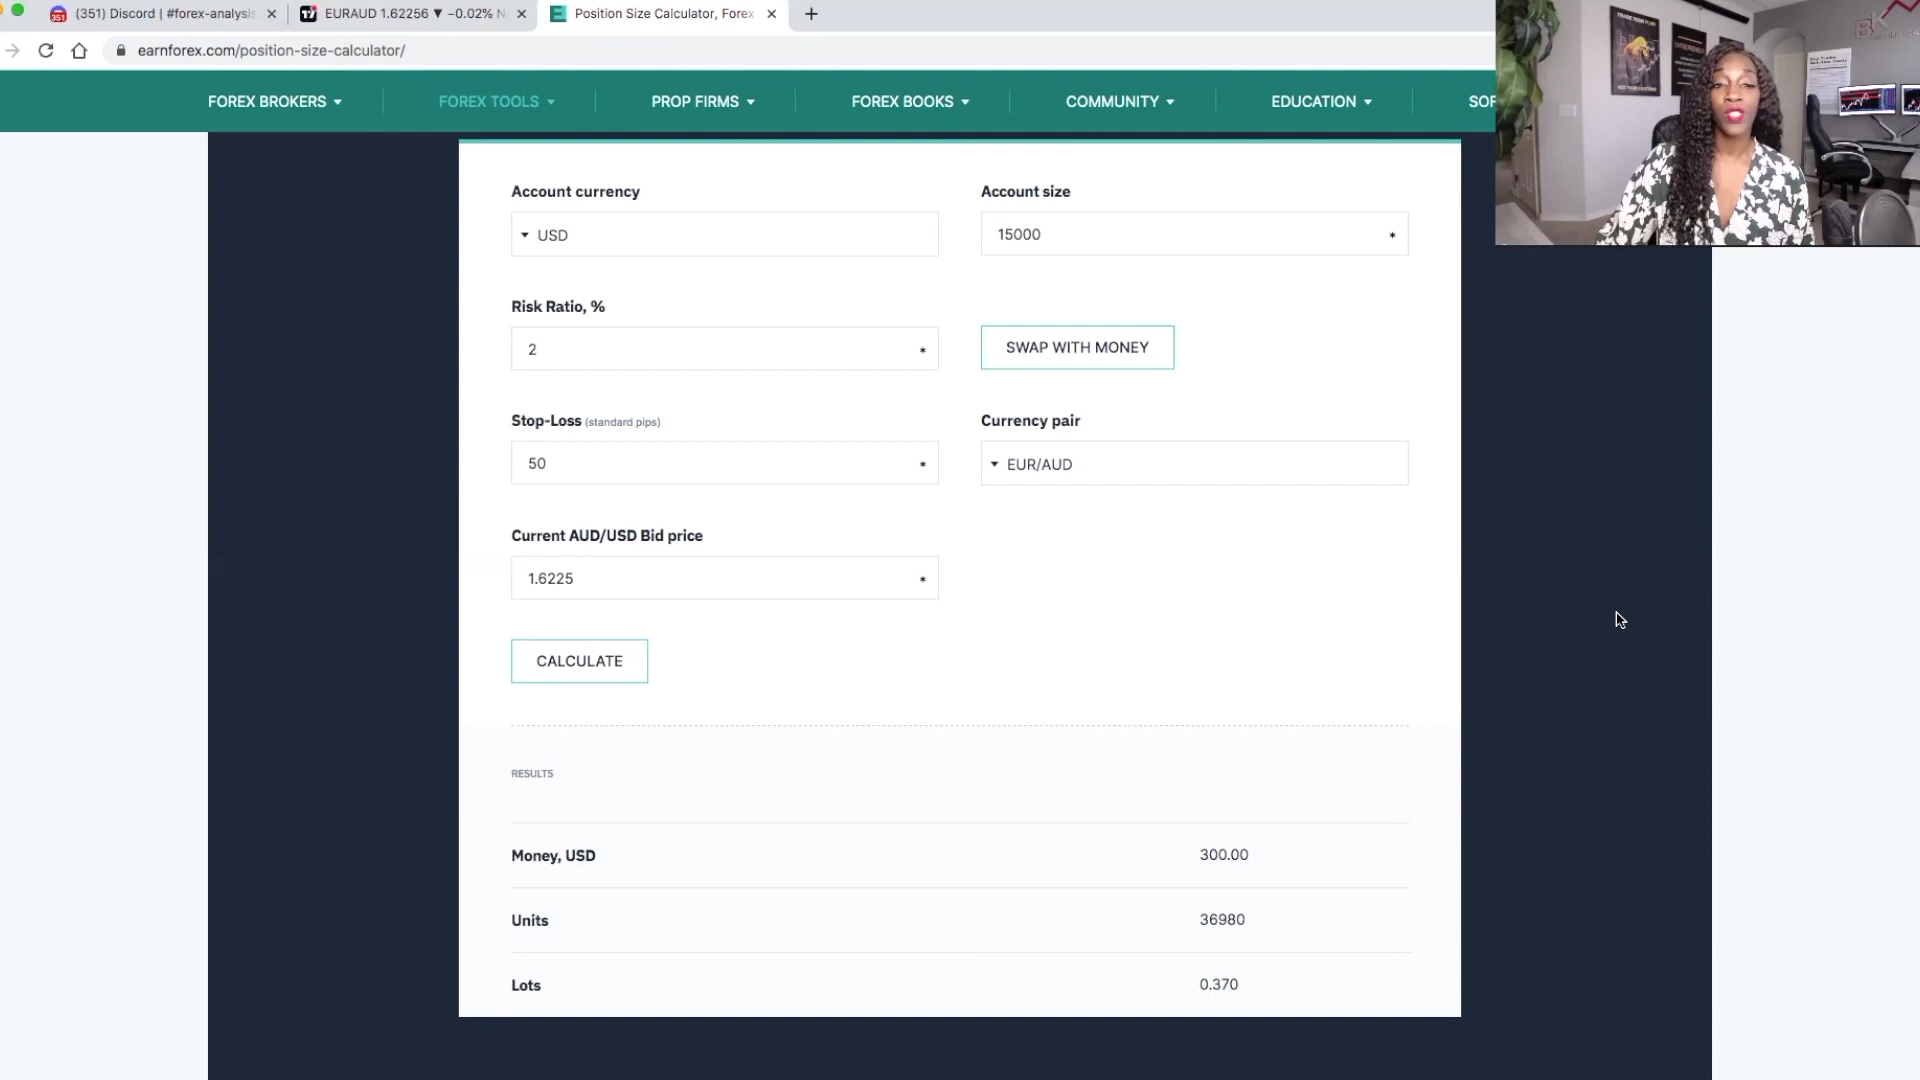 (351) Discord | #forex-analysis
EURAUD 1.62256 ▼ −0.02%
Position Size Calculator, Forex
earnforex.com/position-size-calculator/
FOREX BROKERS
FOREX TOOLS
PROP FIRMS
FOREX BOOKS
COMMUNITY
EDUCATION
Account currency
Account size
USD
15000
Risk Ratio, %
2
SWAP WITH MONEY
Stop-Loss (standard pips)
Currency pair
50
EUR/AUD
Current AUD/USD Bid price
1.6225
CALCULATE
RESULTS
Money, USD
300.00
Units
36980
Lots
0.370